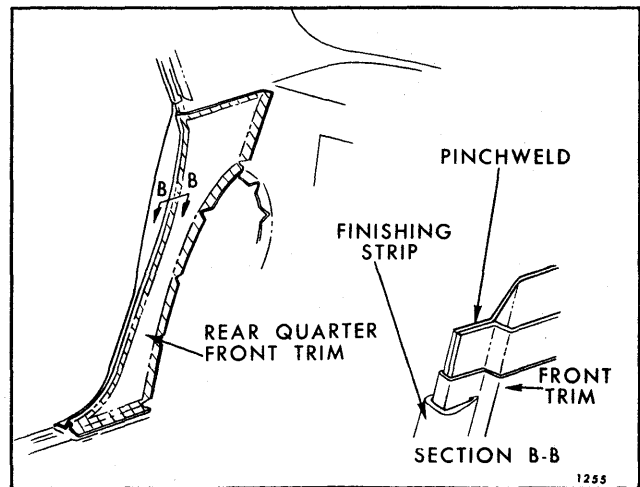 B B
REAR QUARTER
FRONT TRIM
PINCHWELD
FINISHING
STRIP
FRONT
TRIM
SECTION B-B
1255